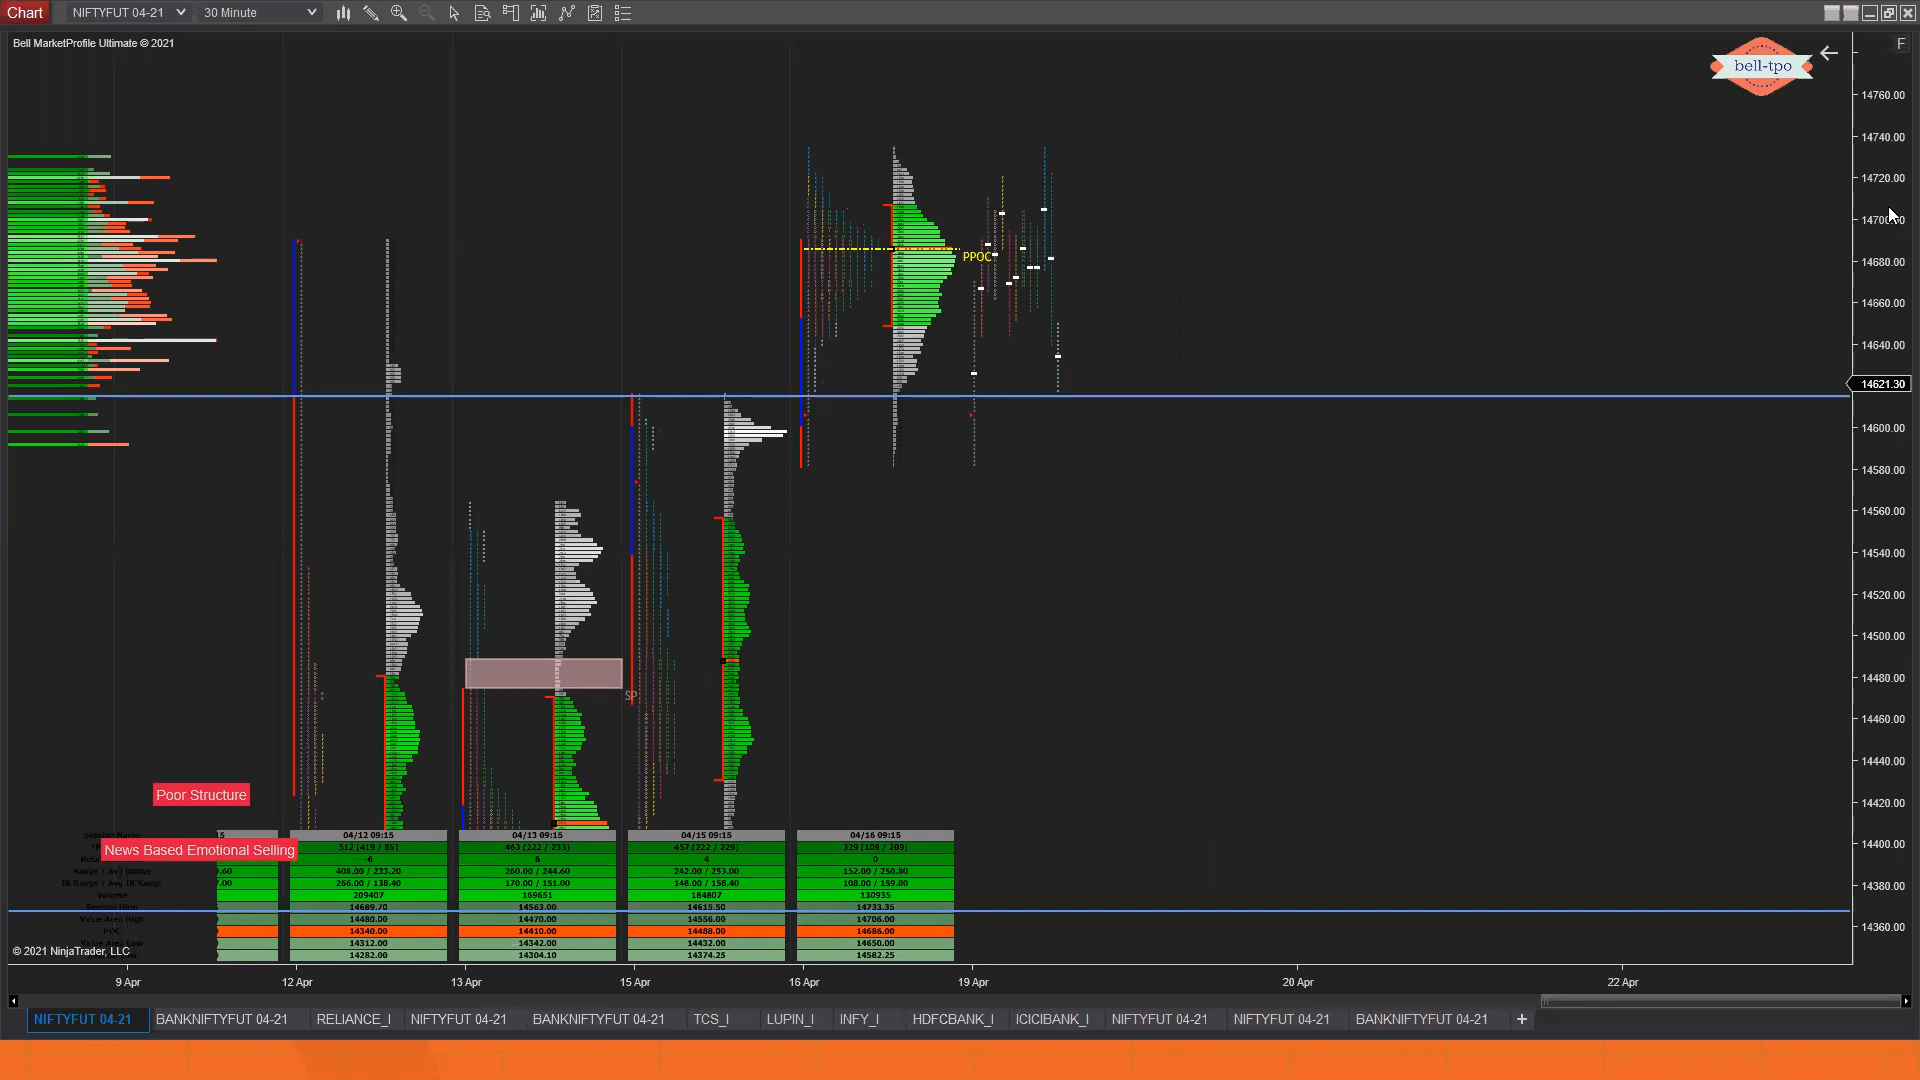 Chart
NIFTYFUT 04-21
30 Minute
Bell MarketProfile Ultimate © 2021
bell-tpo
F
14760.00
14740.00
14720.00
14700.00
14680.00
14660.00
14640.00
14621.30
14600.00
14580.00
14560.00
14540.00
14520.00
14500.00
14480.00
14460.00
14440.00
14420.00
14400.00
14380.00
14360.00
PPOC
SP
Poor Structure
News Based Emotional Selling
04/12 09:15 04/13 09:15 04/15 09:15 04/16 09:15
463 (222 / 233) 457 (222 / 229) 329 (109 / 209)
-6 6 4 0
408.00 / 233.20 260.00 / 244.60 242.00 / 253.00 152.00 / 250.80
266.00 / 138.40 170.00 / 151.00 148.00 / 158.40 108.00 / 159.80
Volume 209407 169651 184807 130935
14689.70 14563.00 14615.50 14733.35
Value Area High 14480.00 14470.00 14556.00 14706.00
POC 14340.00 14410.00 14488.00 14686.00
14312.00 14342.00 14432.00 14650.00
14282.00 14304.10 14374.25 14582.25
© 2021 NinjaTrader, LLC
9 Apr 12 Apr 13 Apr 15 Apr 16 Apr 19 Apr 20 Apr 22 Apr
NIFTYFUT 04-21 BANKNIFTYFUT 04-21 RELIANCE_I NIFTYFUT 04-21 BANKNIFTYFUT 04-21 TCS_I LUPIN_I INFY_I HDFCBANK_I ICICIBANK_I NIFTYFUT 04-21 NIFTYFUT 04-21 BANKNIFTYFUT 04-21 +